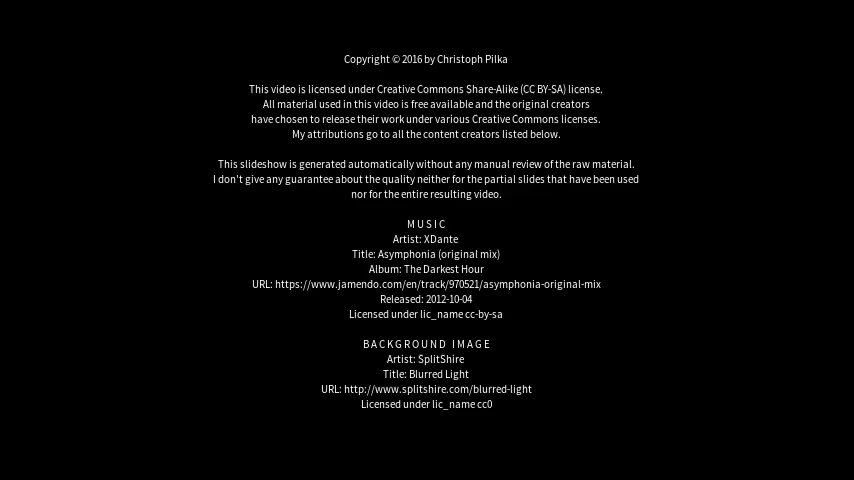 Copyright © 2016 by Christoph Pilka
This video is licensed under Creative Commons Share-Alike (CC BY-SA) license.
All material used in this video is free available and the original creators
have chosen to release their work under various Creative Commons licenses.
My attributions go to all the content creators listed below.
This slideshow is generated automatically without any manual review of the raw material.
I don't give any guarantee about the quality neither for the partial slides that have been used
nor for the entire resulting video.
MUSIC
Artist: XDante
Title: Asymphonia (original mix)
Album: The Darkest Hour
URL: https://www.jamendo.com/en/track/970521/asymphonia-original-mix
Released: 2012-10-04
Licensed under lic_name cc-by-sa
BACKGROUND IMAGE
Artist: SplitShire
Title: Blurred Light
URL: http://www.splitshire.com/blurred-light
Licensed under lic_name cc0